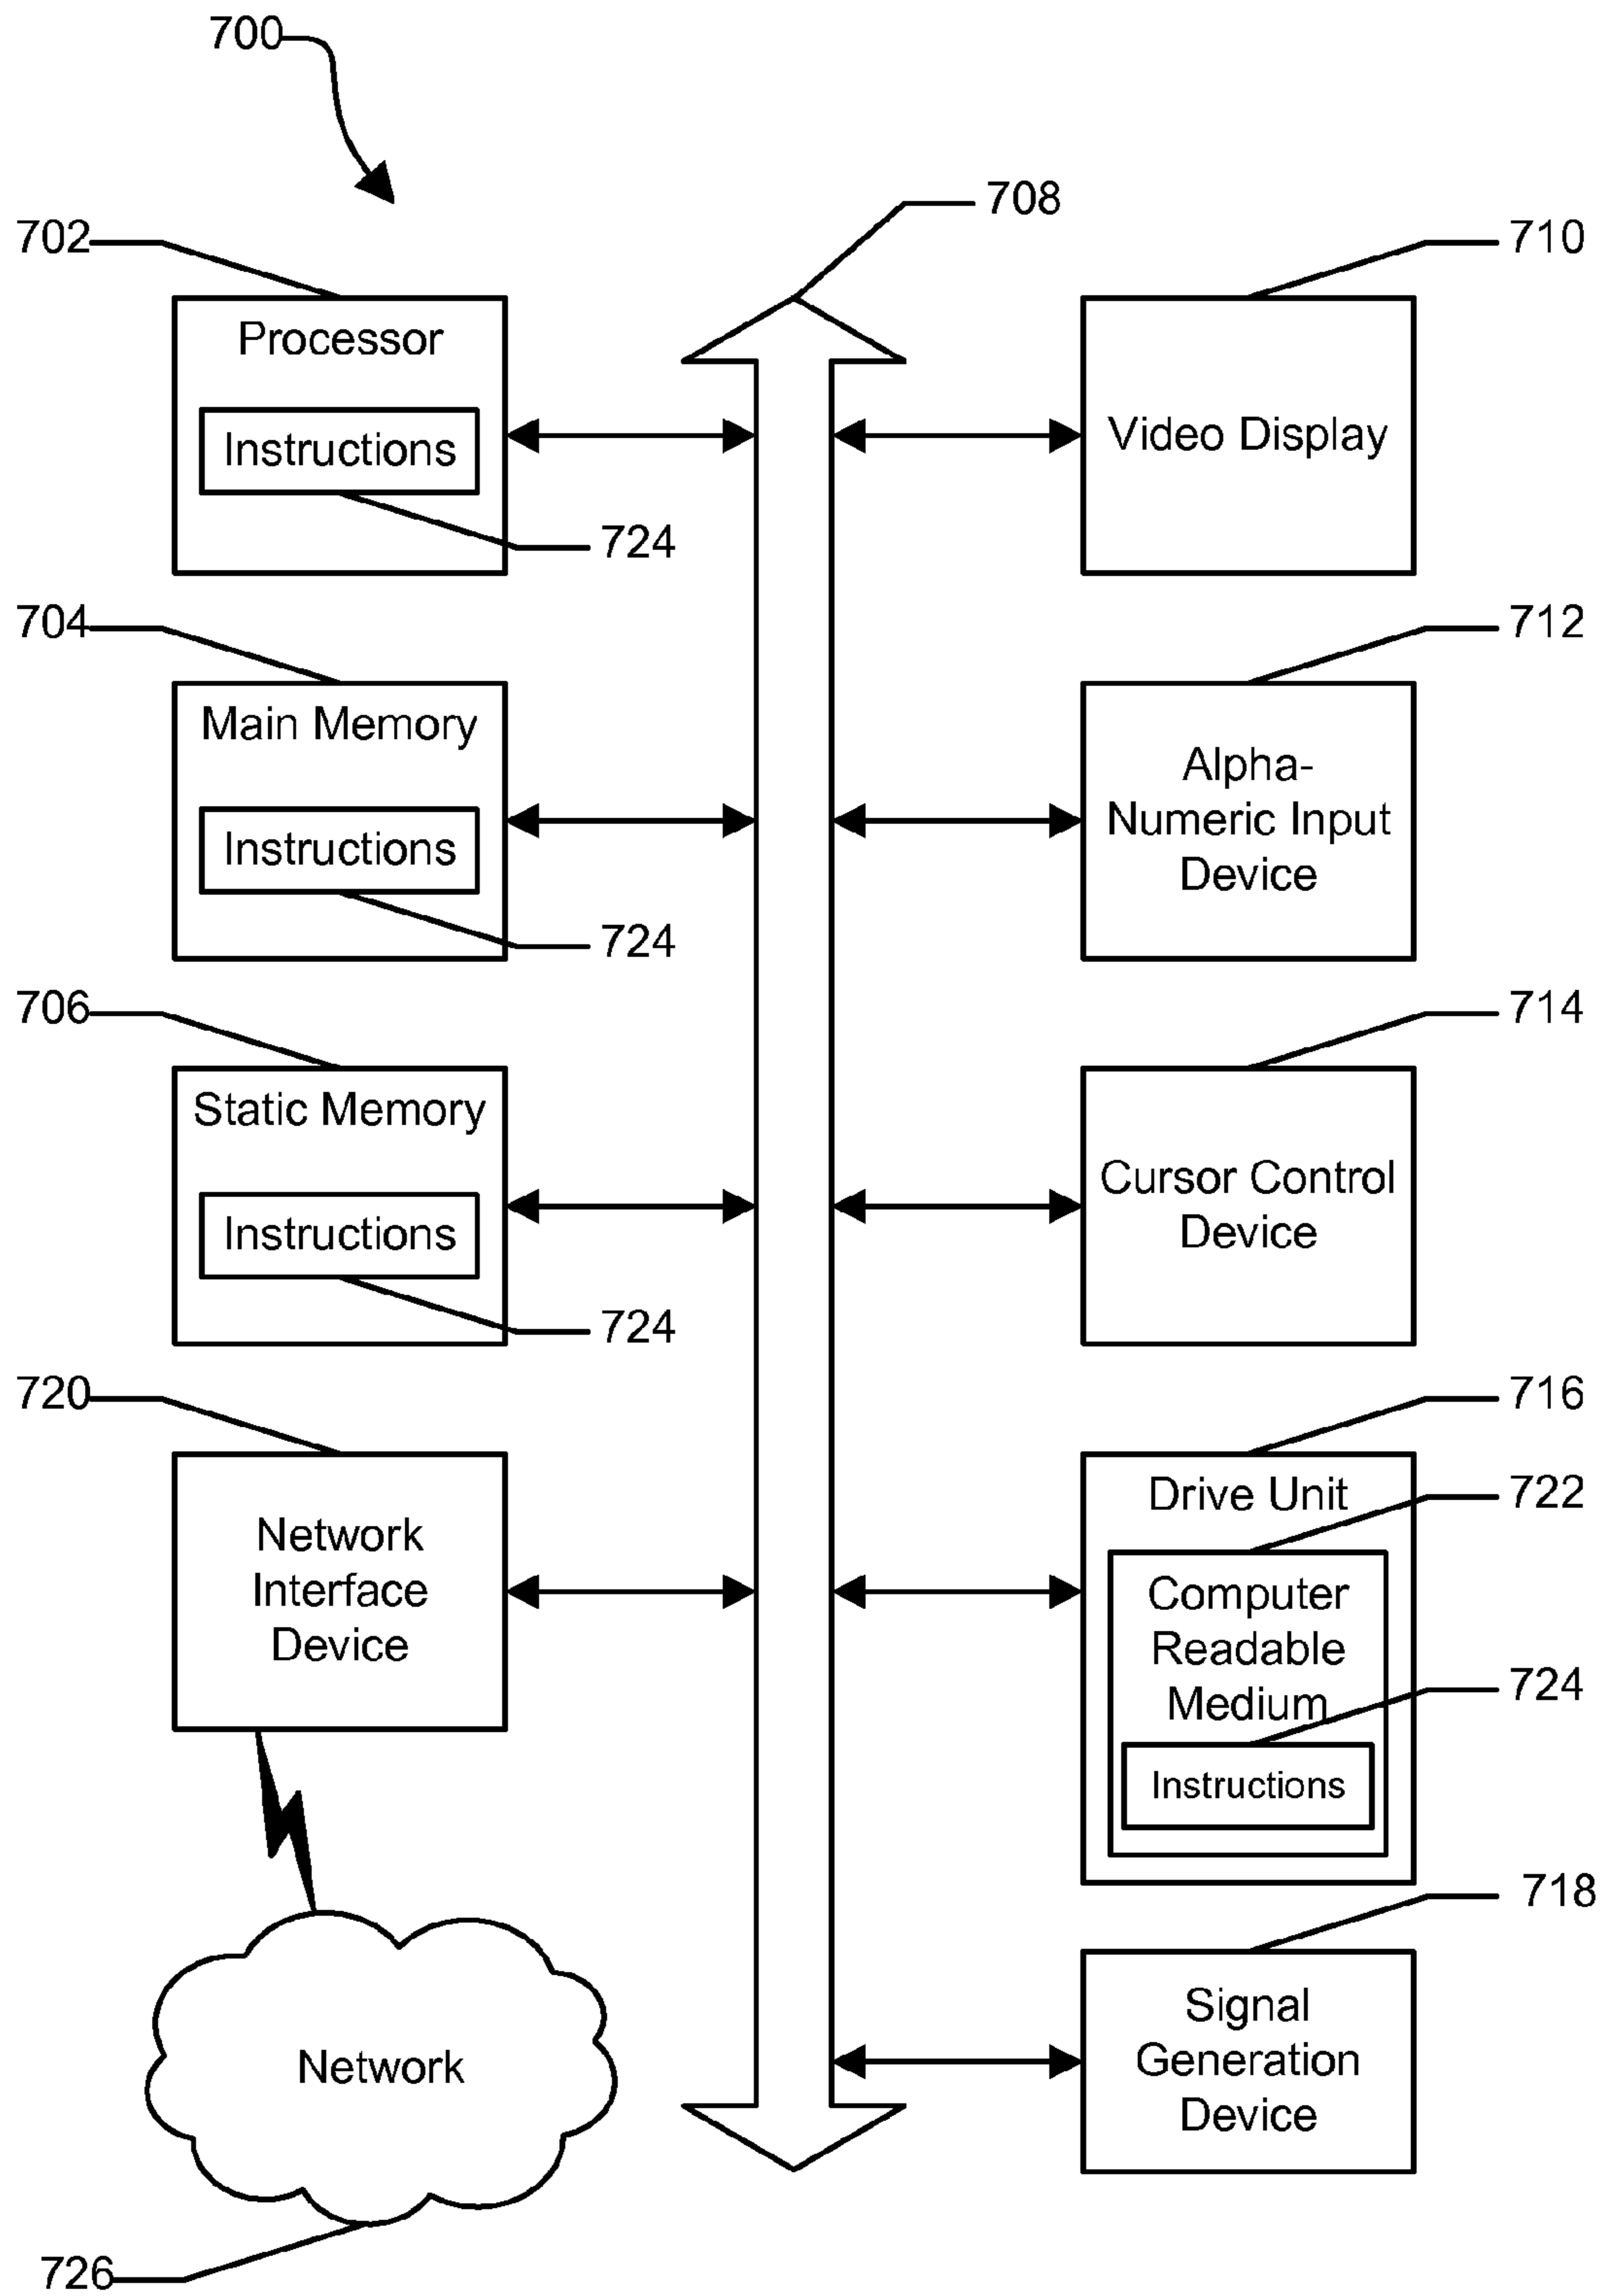 700
708
702
710
Processor
Instructions
724
Video Display
704
712
Main Memory
Instructions
724
Alpha-
Numeric Input
Device
706
714
Static Memory
Instructions
724
Cursor Control
Device
720
716
Network
Interface
Device
Drive Unit
722
Computer
Readable
Medium
724
Instructions
718
Signal
Generation
Device
Network
726